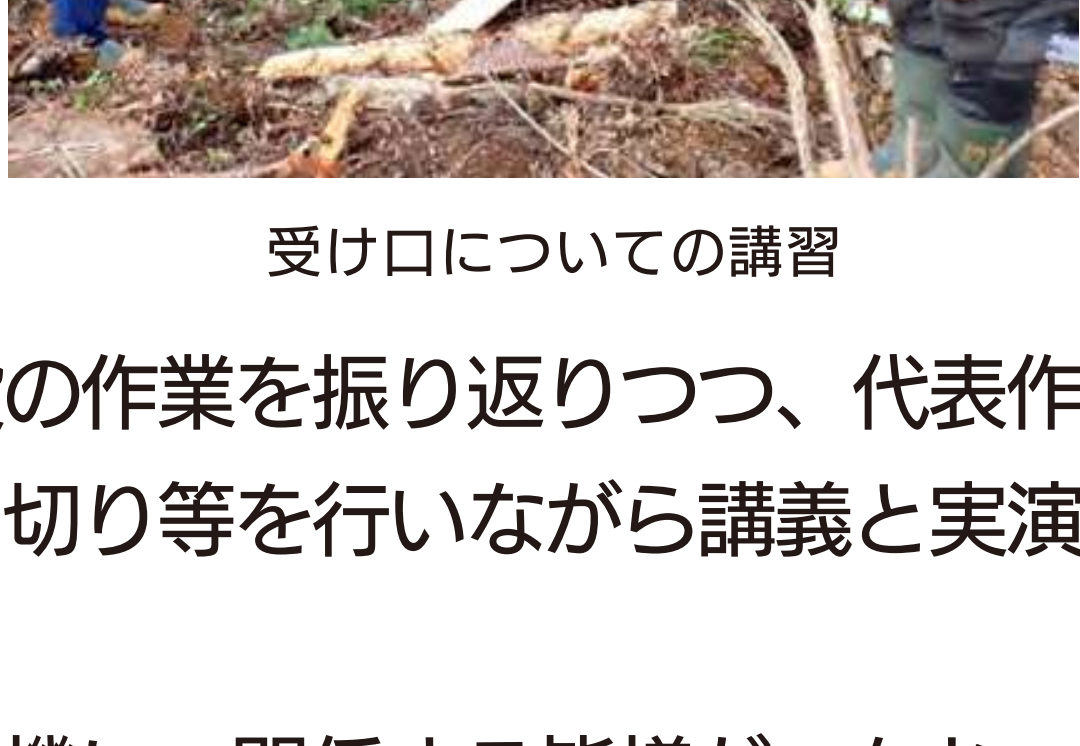 受け口についての講習
の作業を振り返りつつ、代表作
切り等を行いながら講義と実演